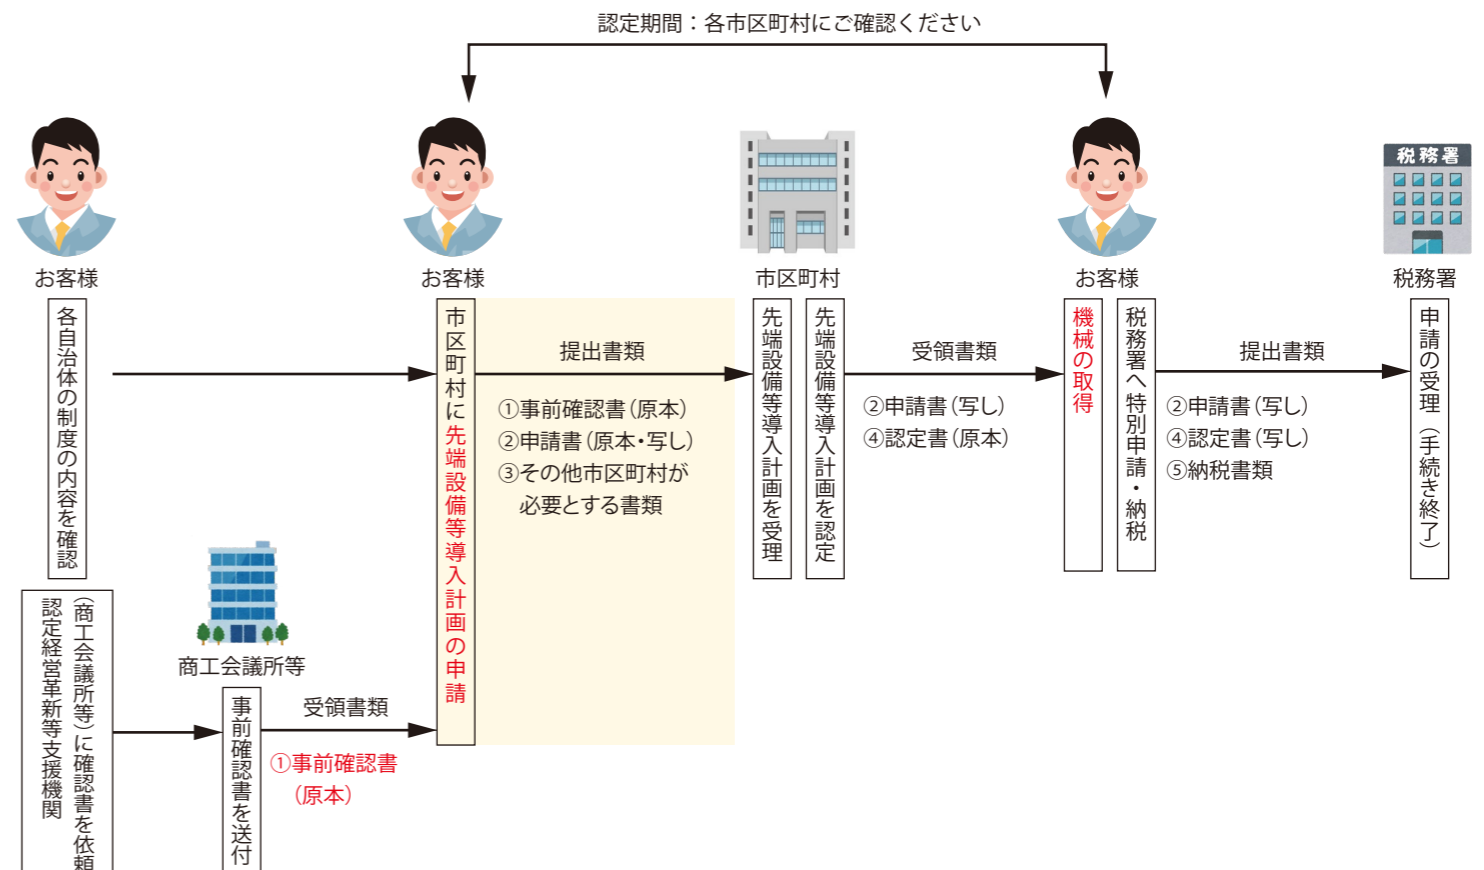 認定期間：各市区町村にご確認ください
お客様
各自治体の制度の内容を確認
認定経営革新等支援機関
（商工会議所等）に確認書を依頼
商工会議所等
事前確認書を送付
受領書類
①事前確認書
（原本）
お客様
市区町村に先端設備等導入計画の申請
提出書類
①事前確認書（原本）
②申請書（原本・写し）
③その他市区町村が
必要とする書類
市区町村
先端設備等導入計画を受理
先端設備等導入計画を認定
受領書類
②申請書（写し）
④認定書（原本）
お客様
機械の取得
税務署へ特別申請・納税
提出書類
②申請書（写し）
④認定書（写し）
⑤納税書類
税務署
税務署
申請の受理（手続き終了）